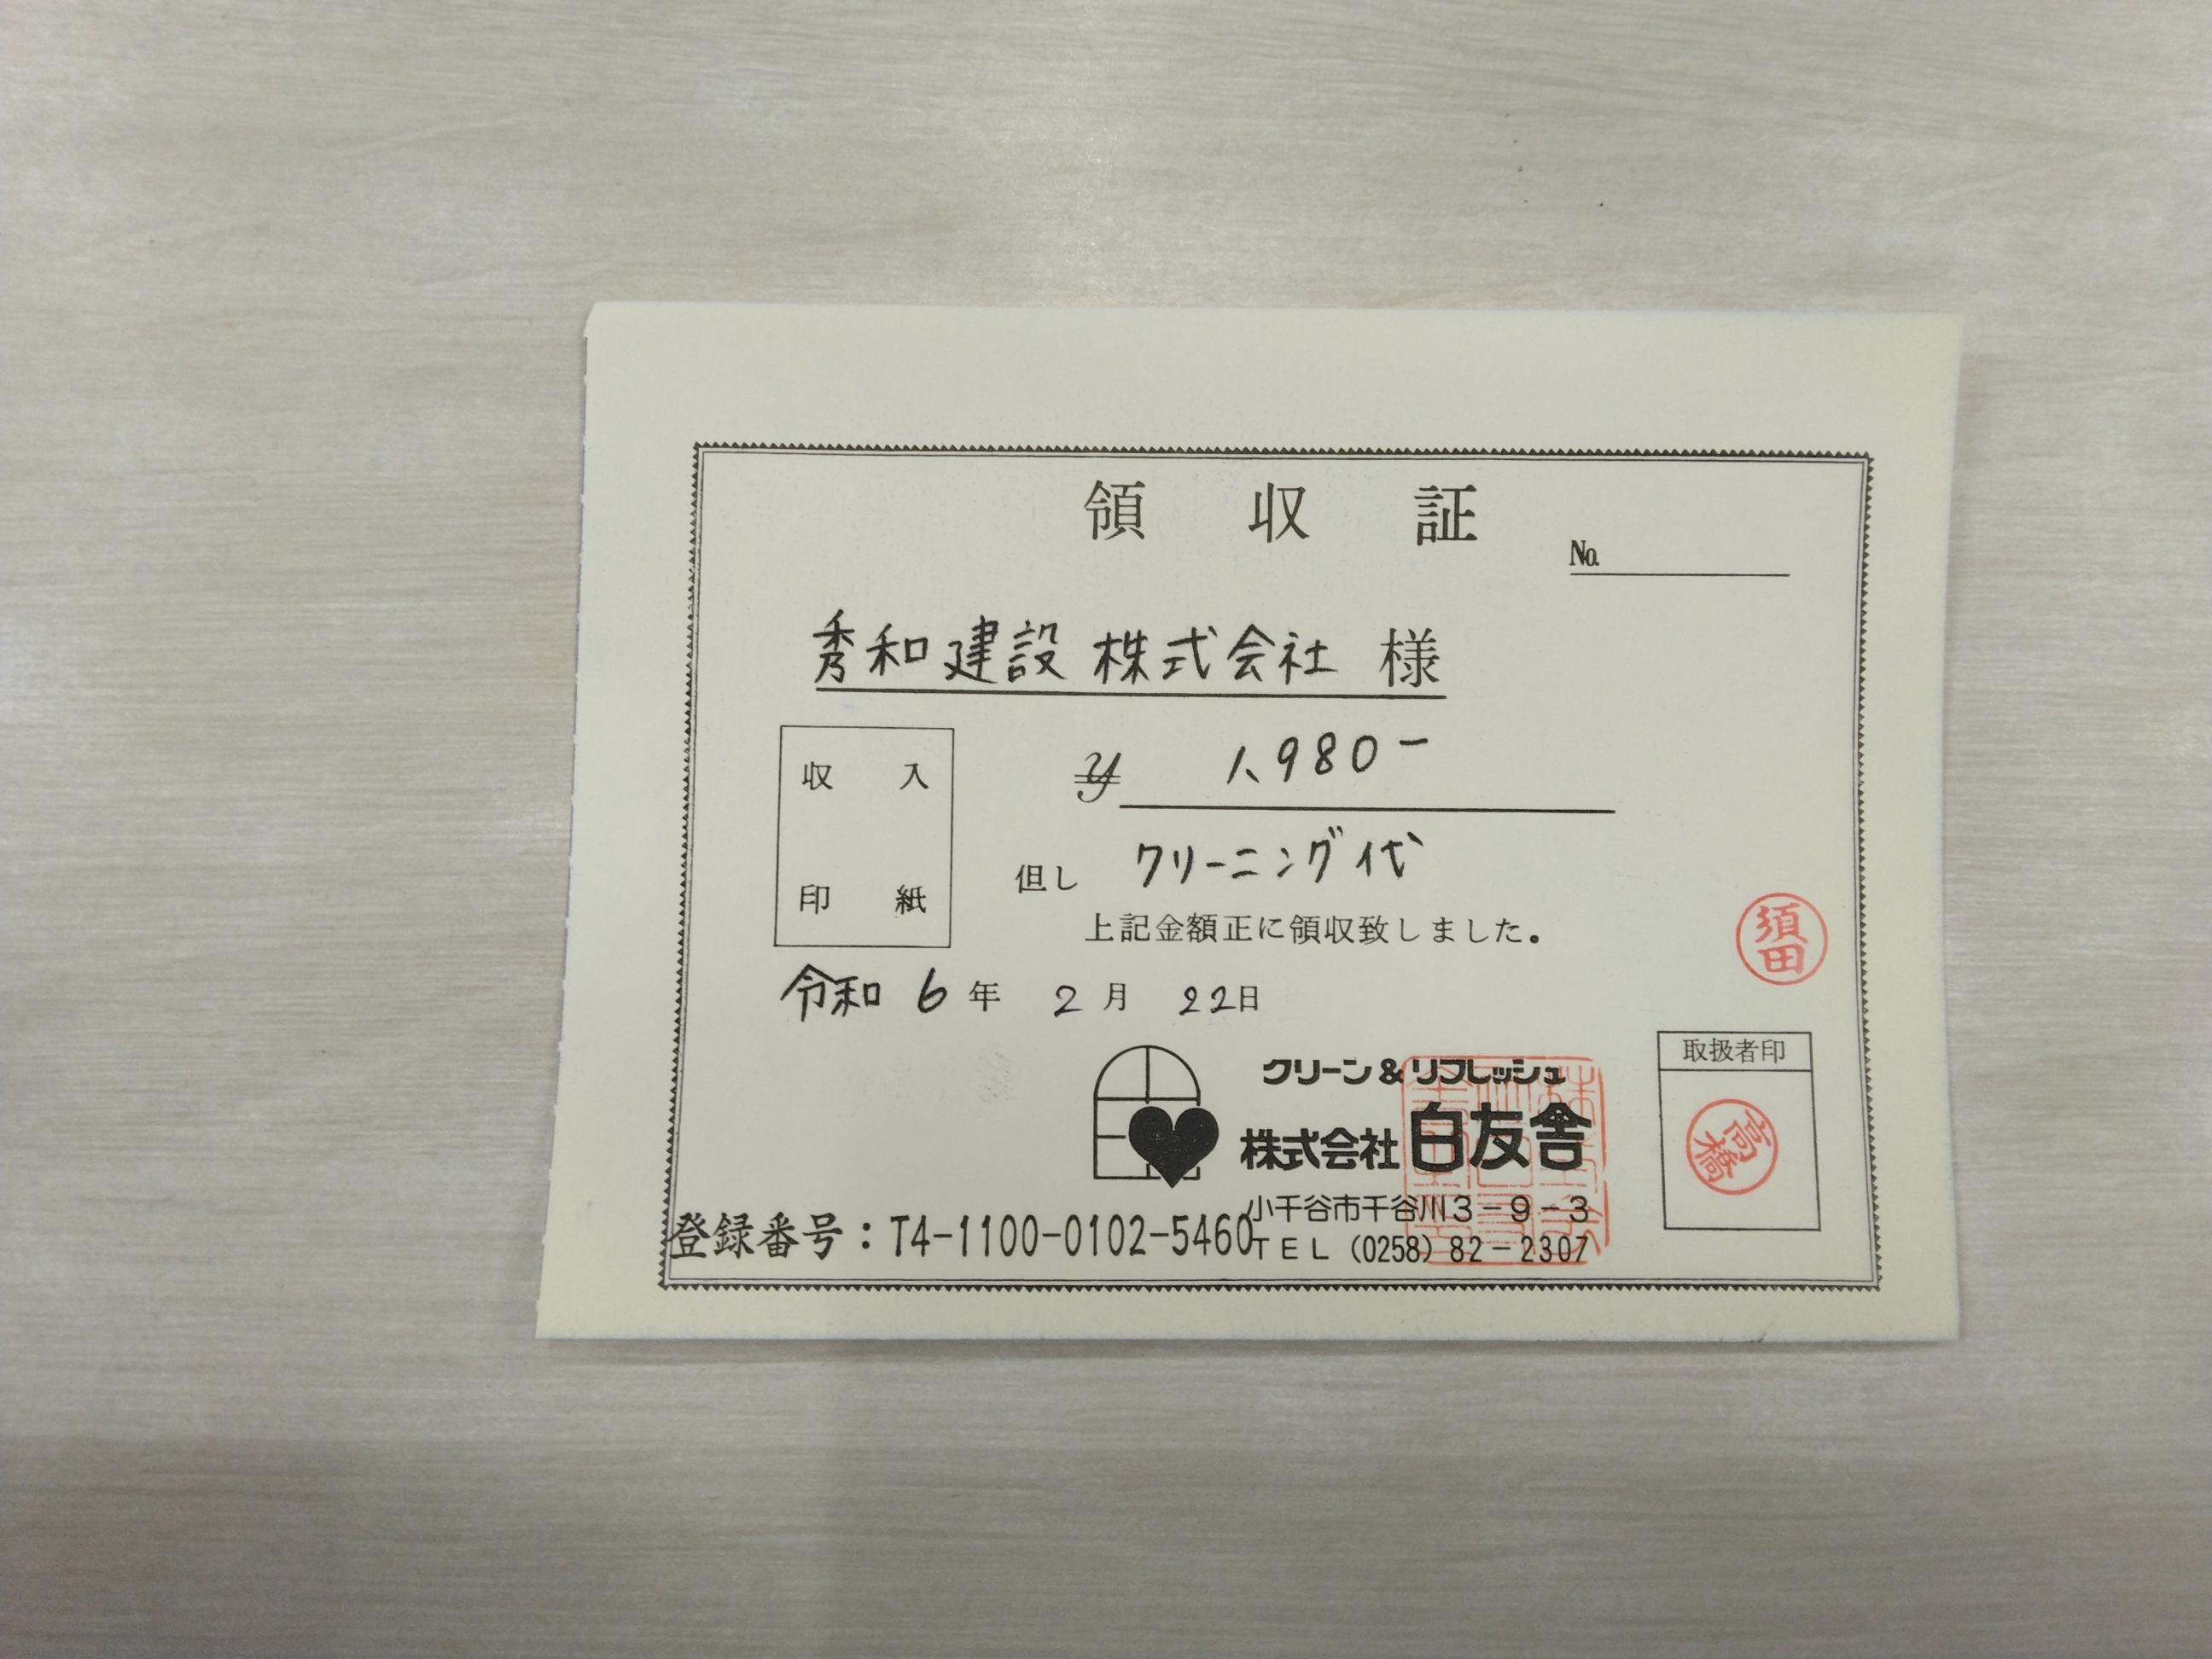 領収証
No.
秀和建設 株式会社 様
収入
印紙
¥ 1,980-
但し クリーニング代
上記金額正に領収致しました。
須田
令和 6年 2月 22日
クリーン&リフレッシュ
株式会社 白友舎
取扱者印
高橋
小千谷市千谷川3-9-3
登録番号:T4-1100-0102-5460
TEL (0258) 82-2307